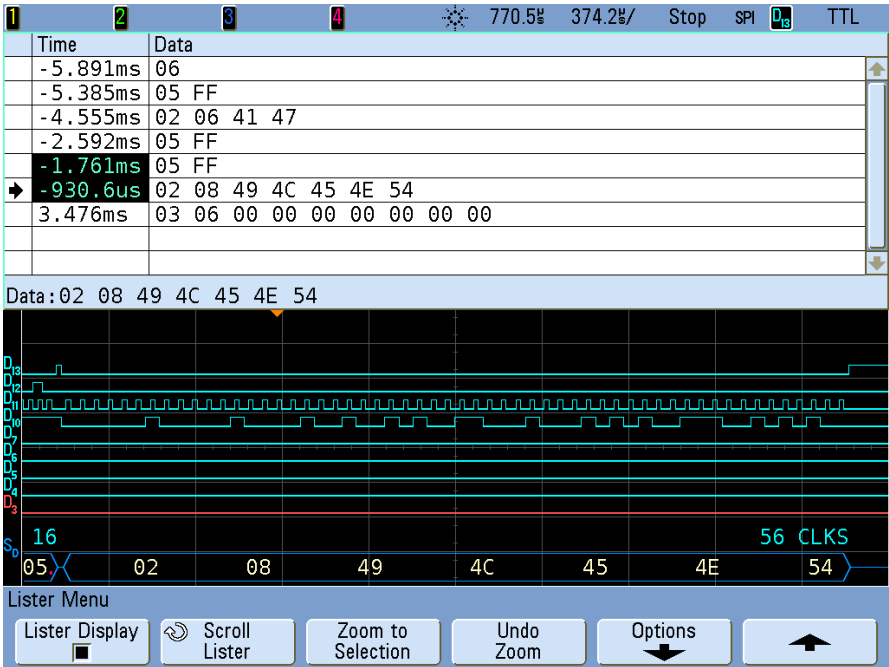 1 2 3 4 770.5㎲ 374.2㎲/ Stop SPI D13 TTL
Time Data
-5.891ms 06
-5.385ms 05 FF
-4.555ms 02 06 41 47
-2.592ms 05 FF
-1.761ms 05 FF
-930.6us 02 08 49 4C 45 4E 54
3.476ms 03 06 00 00 00 00 00 00 00
Data:02 08 49 4C 45 4E 54
D13
D12
D11
D10
D7
D6
D5
D4
D3
16 56 CLKS
SD
05. 02 08 49 4C 45 4E 54
Lister Menu
Lister Display Scroll Lister Zoom to Selection Undo Zoom Options